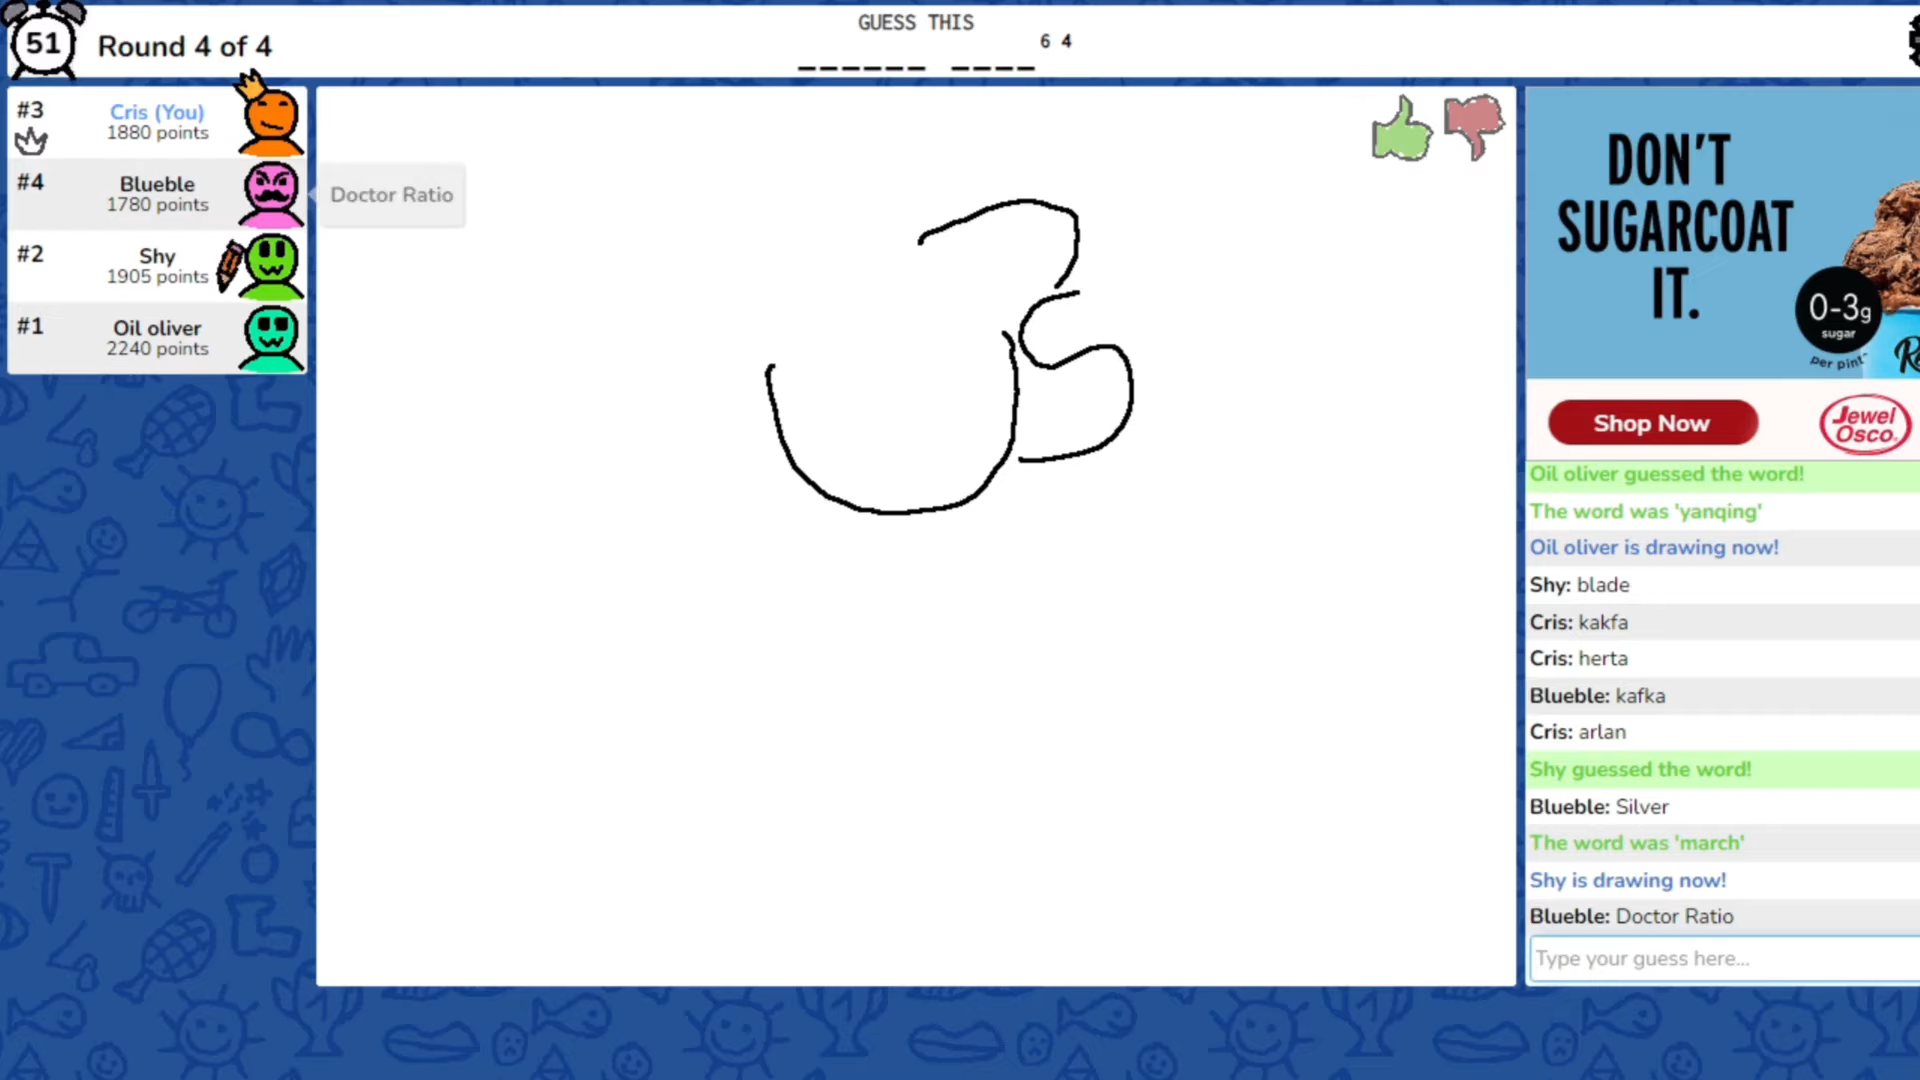 51
Round 4 of 4
GUESS THIS
______ ____ 6 4
#3
Cris (You)
1880 points
#4
Blueble
1780 points
Doctor Ratio
#2
Shy
1905 points
#1
Oil oliver
2240 points
DON'T
SUGARCOAT
IT.
0-3g
sugar
per pint*
Shop Now
Jewel
Osco.
Oil oliver guessed the word!
The word was 'yanqing'
Oil oliver is drawing now!
Shy: blade
Cris: kakfa
Cris: herta
Blueble: kafka
Cris: arlan
Shy guessed the word!
Blueble: Silver
The word was 'march'
Shy is drawing now!
Blueble: Doctor Ratio
Type your guess here...